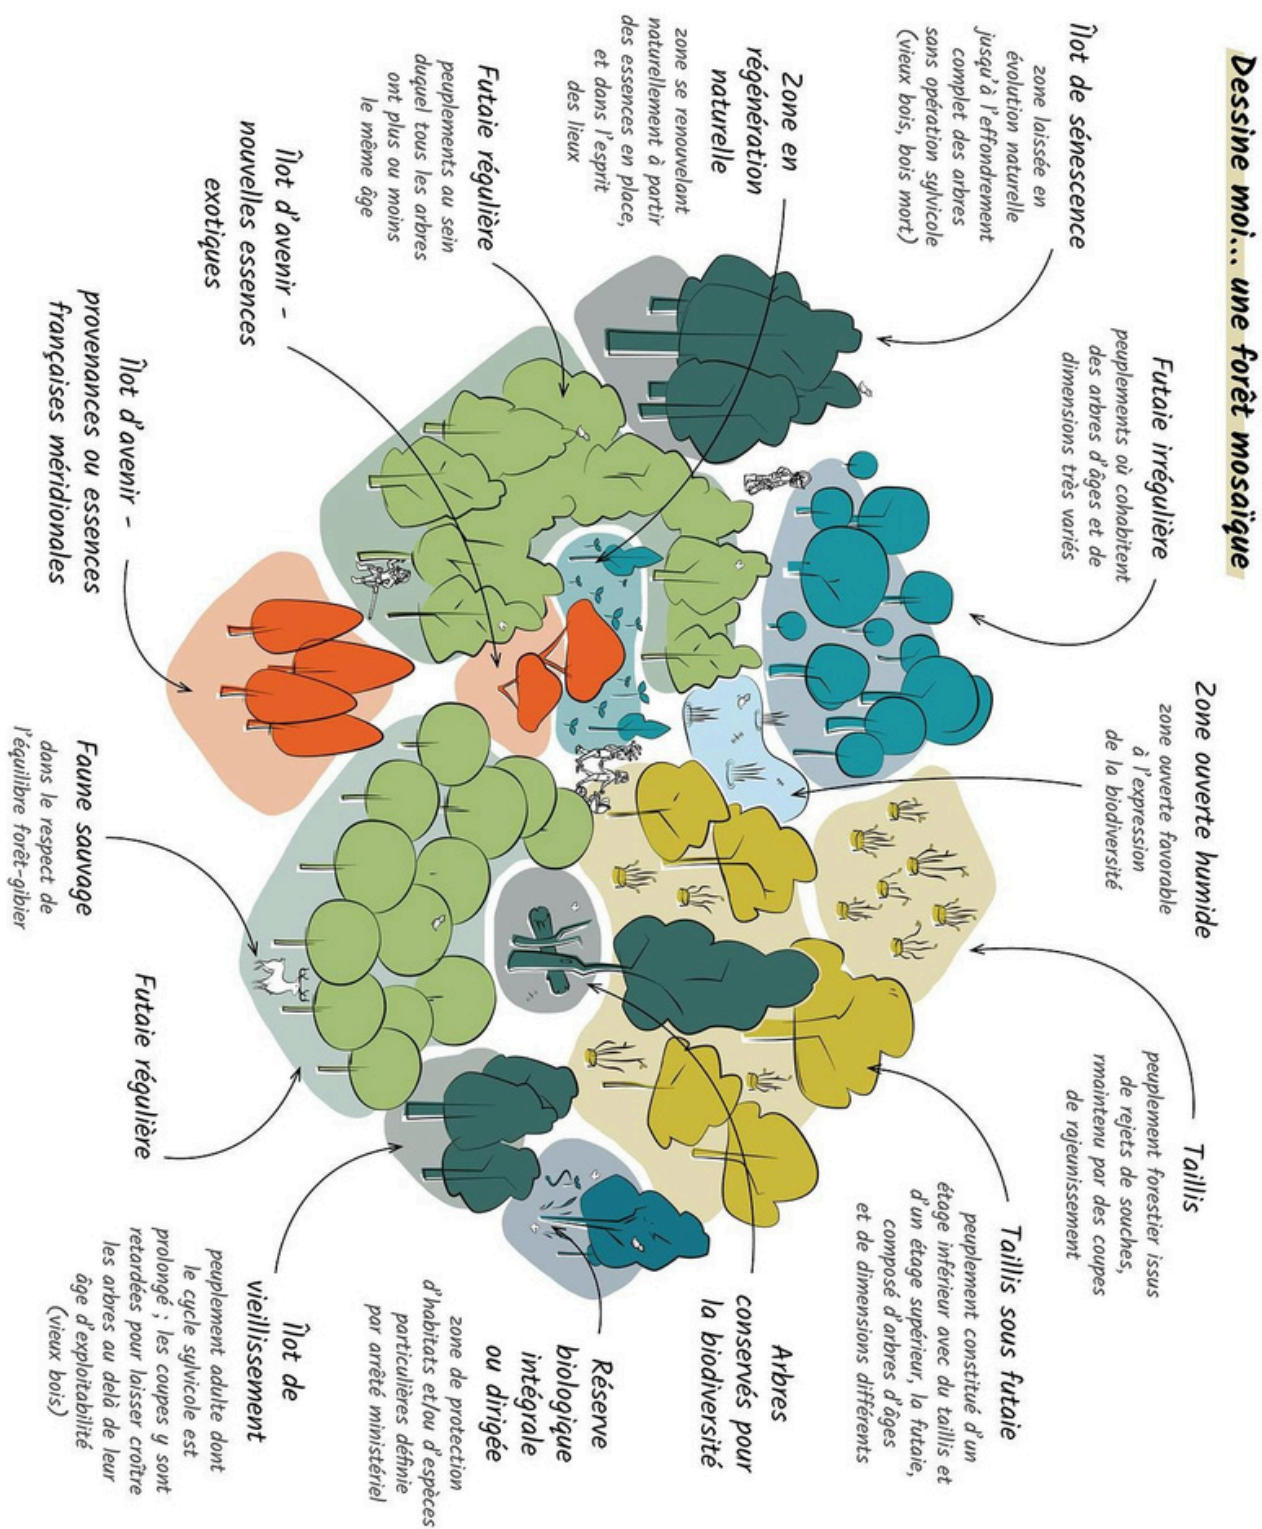 Dessine moi... une forêt mosaïque
Îlot de sénescence
zone laissée en
évolution naturelle
jusqu'à l'effondrement
complet des arbres
sans opération sylvicole
(vieux bois, bois mort)
Futaie irrégulière
peuplements où cohabitent
des arbres d'âges et de
dimensions très variés
Zone ouverte humide
zone ouverte favorable
à l'expression
de la biodiversité
Taillis
peuplement forestier issus
de rejets de souches,
rmaintenu par des coupes
de rajeunissement
Taillis sous futaie
peuplement constitué d'un
étage inférieur avec du taillis et
d'un étage supérieur, la futaie,
composé d'arbres d'âges
et de dimensions différents
Zone en
régénération
naturelle
zone se renouvelant
naturellement à partir
des essences en place,
et dans l'esprit
des lieux
Arbres
conservés pour
la biodiversité
Futaie régulière
peuplements au sein
duquel tous les arbres
ont plus ou moins
le même âge
Réserve
biologique
intégrale
ou dirigée
zone de protection
d'habitats et/ou d'espèces
particulières définie
par arrêté ministériel
Îlot d'avenir -
nouvelles essences
exotiques
Îlot de
vieillissement
peuplement adulte dont
le cycle sylvicole est
prolongé ; les coupes y sont
retardées pour laisser croître
les arbres au delà de leur
âge d'exploitabilité
(vieux bois)
Îlot d'avenir -
provenances ou essences
françaises méridionales
Faune sauvage
dans le respect de
l'équilibre forêt-gibier
Futaie régulière